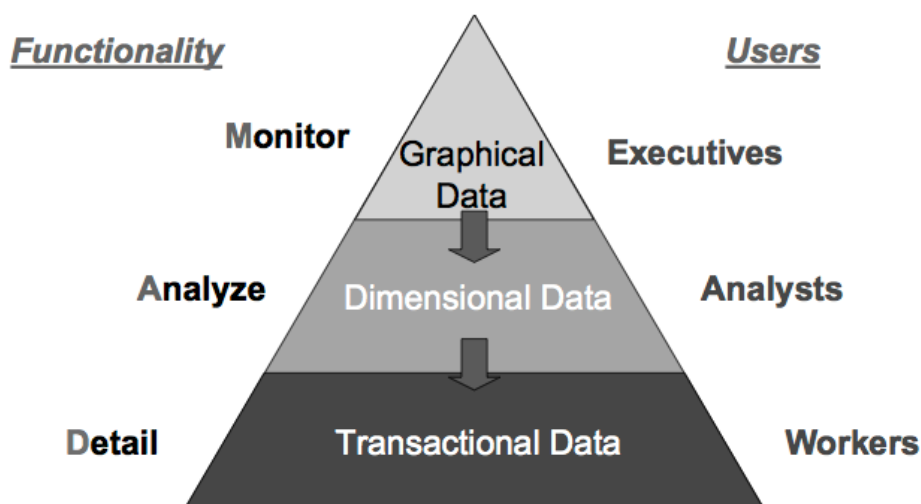 Functionality
Users
Monitor
Graphical
Data
Executives
Analyze
Dimensional Data
Analysts
Detail
Transactional Data
Workers